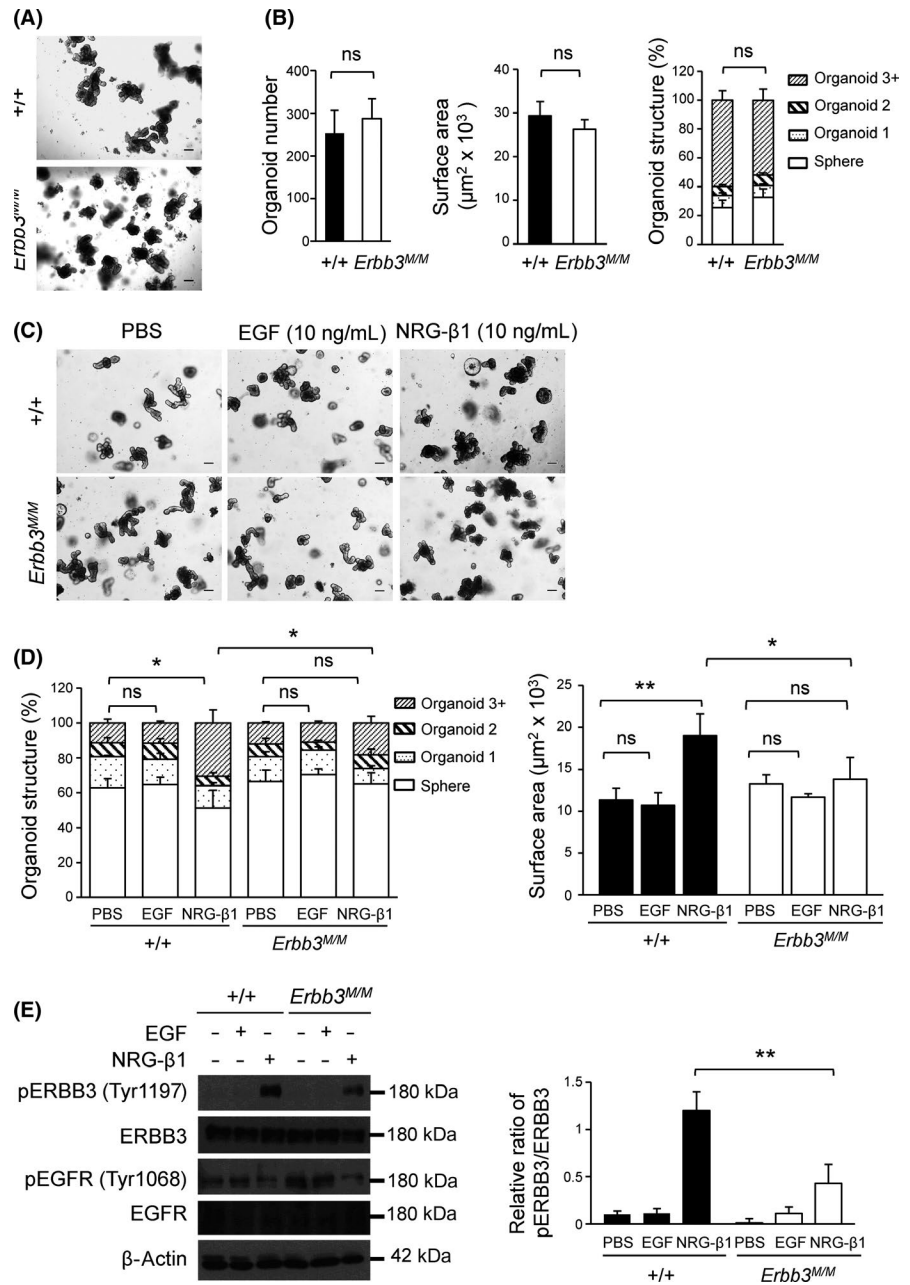 (A)
+/+
Erbb3M/M
(B)
ns
Organoid number
400
300
200
100
0
+/+ Erbb3M/M
ns
Surface area
(µm² x 10³)
40
30
20
10
0
+/+ Erbb3M/M
ns
Organoid structure (%)
120
100
80
60
40
20
0
+/+ Erbb3M/M
Organoid 3+
Organoid 2
Organoid 1
Sphere
(C)
PBS EGF (10 ng/mL) NRG-β1 (10 ng/mL)
+/+
Erbb3M/M
(D)
* * ns
ns ns
Organoid structure (%)
120
100
80
60
40
20
0
PBS EGF NRG-β1 PBS EGF NRG-β1
+/+ Erbb3M/M
Organoid 3+
Organoid 2
Organoid 1
Sphere
** * ns
ns ns
Surface area (µm² x 10³)
25
20
15
10
5
0
PBS EGF NRG-β1 PBS EGF NRG-β1
+/+ Erbb3M/M
(E)
+/+ Erbb3M/M
EGF - + - - + -
NRG-β1 - - + - - +
pERBB3 (Tyr1197) 180 kDa
ERBB3 180 kDa
pEGFR (Tyr1068) 180 kDa
EGFR 180 kDa
β-Actin 42 kDa
**
Relative ratio of
pERBB3/ERBB3
1.5
1
0.5
0
PBS EGF NRG-β1 PBS EGF NRG-β1
+/+ Erbb3M/M